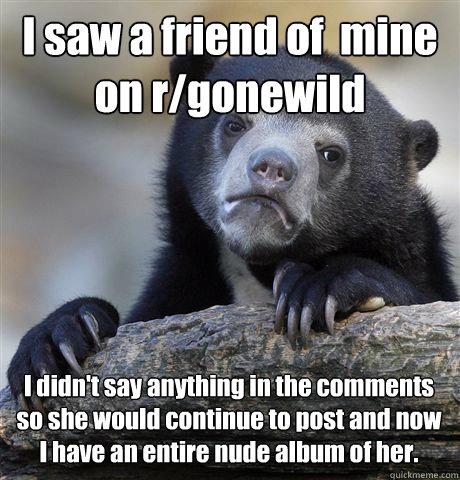 I saw a friend of  mine
on r/gonewild
I didn't say anything in the comments
so she would continue to post and now
I have an entire nude album of her.
quickmeme.com